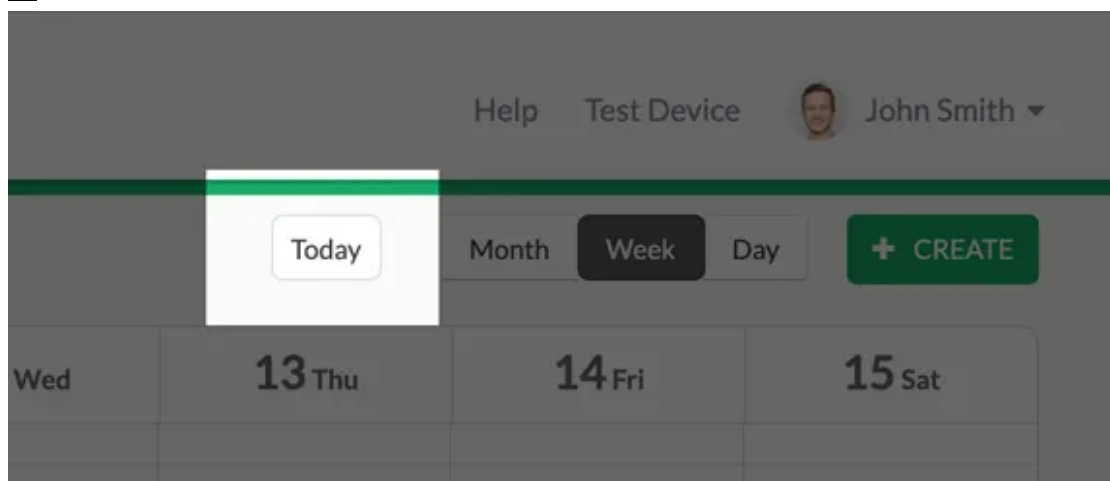 Help Test Device John Smith
Today Month Week Day + CREATE
Wed 13 Thu 14 Fri 15 Sat